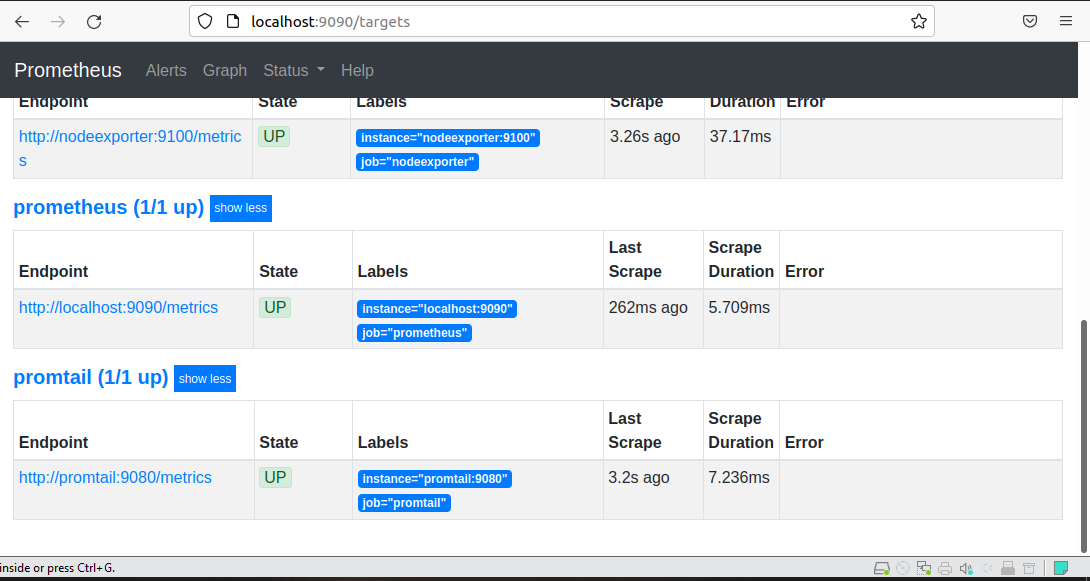 localhost:9090/targets
Prometheus Alerts Graph Status Help
Endpoint State Labels Scrape Duration Error
http://nodeexporter:9100/metric
s
UP
instance="nodeexporter:9100"
job="nodeexporter"
3.26s ago
37.17ms
prometheus (1/1 up) show less
Endpoint
State
Labels
Last
Scrape
Scrape
Duration
Error
http://localhost:9090/metrics
UP
instance="localhost:9090"
job="prometheus"
262ms ago
5.709ms
promtail (1/1 up) show less
Endpoint
State
Labels
Last
Scrape
Scrape
Duration
Error
http://promtail:9080/metrics
UP
instance="promtail:9080"
job="promtail"
3.2s ago
7.236ms
inside or press Ctrl+G.